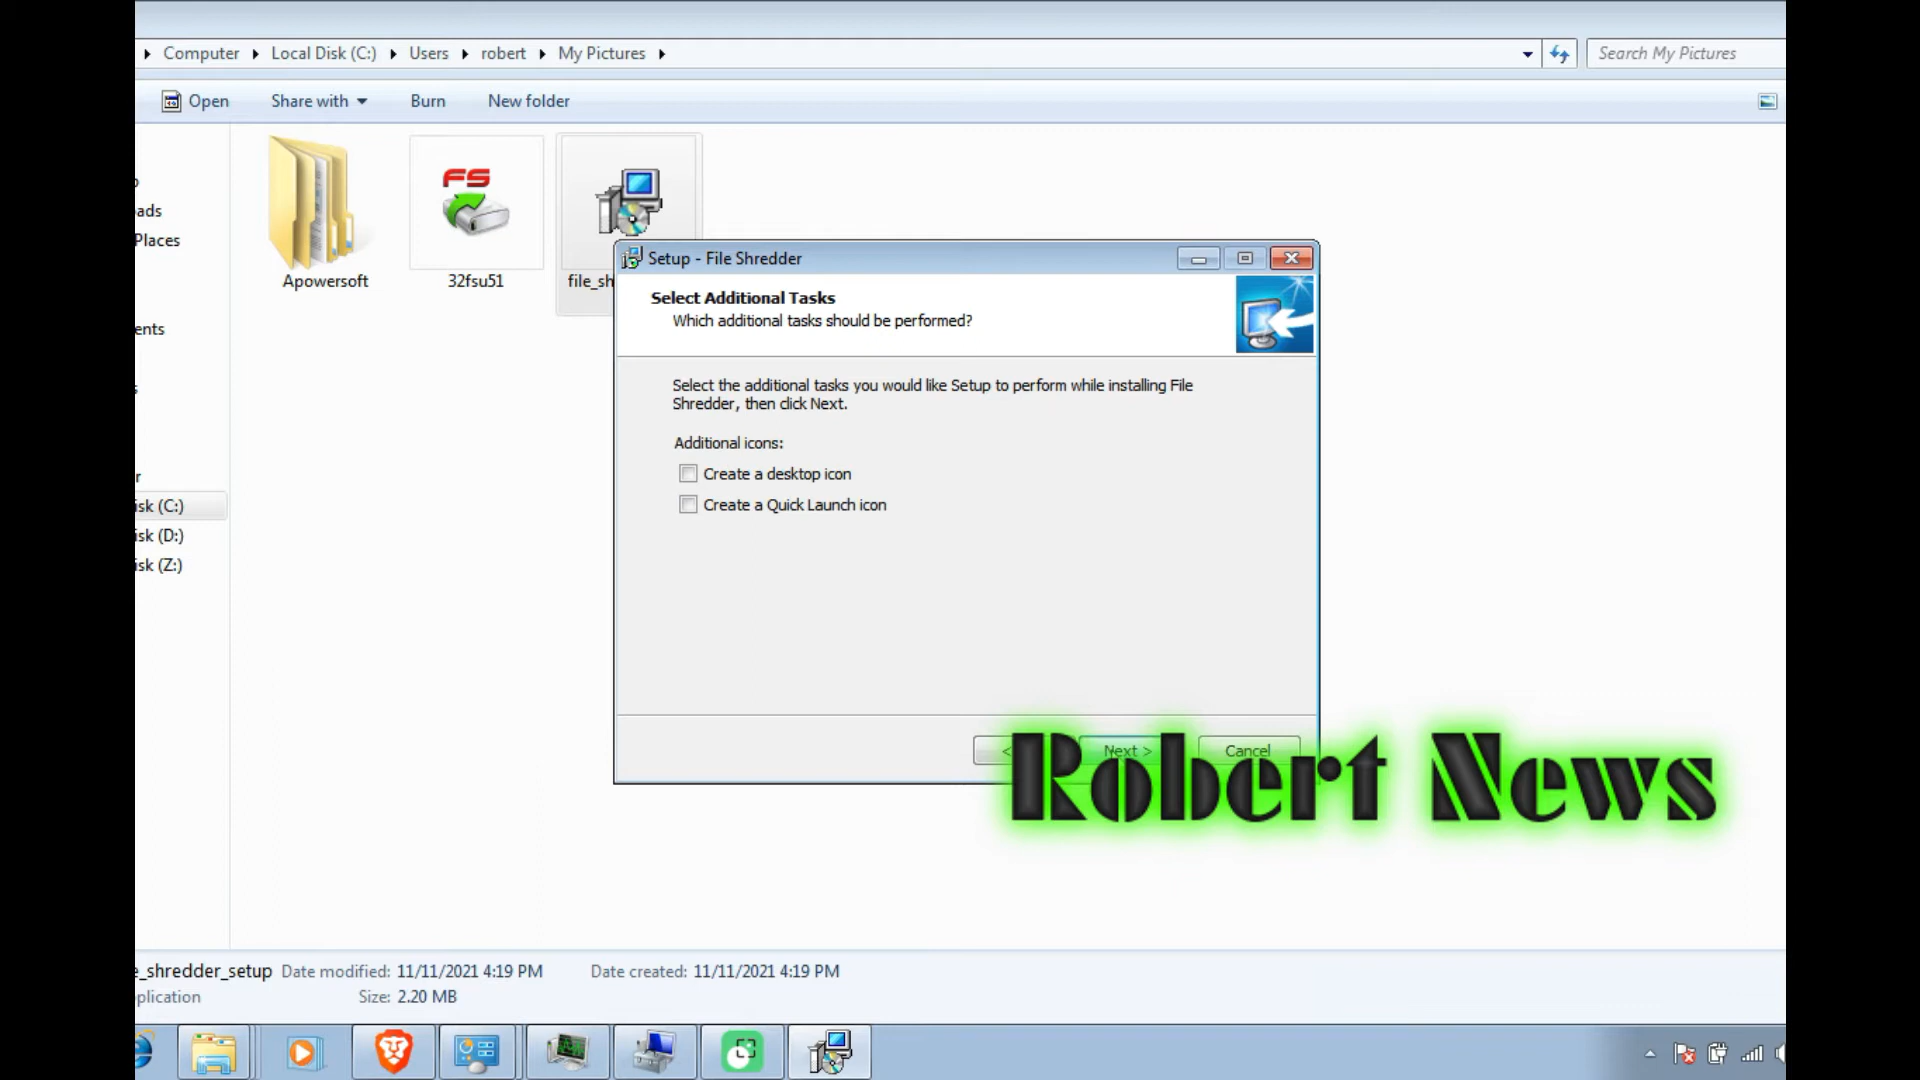 Computer Local Disk (C:) Users robert My Pictures
Search My Pictures
Open Share with Burn New folder
ads
Places
ents
r
isk (C:)
isk (D:)
isk (Z:)
FS
Apowersoft
32fsu51
file_sh
Setup - File Shredder
Select Additional Tasks
Which additional tasks should be performed?
Select the additional tasks you would like Setup to perform while installing File
Shredder, then click Next.
Additional icons:
Create a desktop icon
Create a Quick Launch icon
< Next > Cancel
Robert News
e_shredder_setup Date modified: 11/11/2021 4:19 PM Date created: 11/11/2021 4:19 PM
plication Size: 2.20 MB